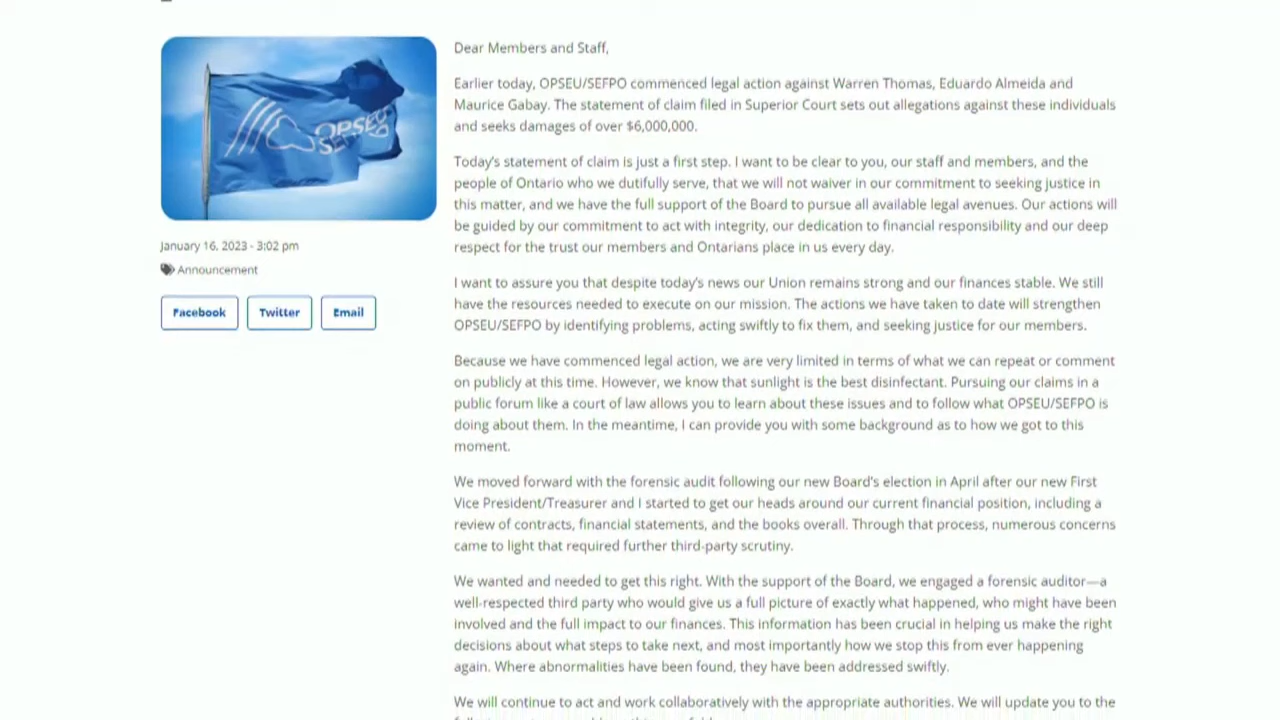 OPSEU
SEFPO
January 16, 2023 - 3:02 pm
Announcement
Facebook Twitter Email
Dear Members and Staff,
Earlier today, OPSEU/SEFPO commenced legal action against Warren Thomas, Eduardo Almeida and
Maurice Gabay. The statement of claim filed in Superior Court sets out allegations against these individuals
and seeks damages of over $6,000,000.
Today's statement of claim is just a first step. I want to be clear to you, our staff and members, and the
people of Ontario who we dutifully serve, that we will not waiver in our commitment to seeking justice in
this matter, and we have the full support of the Board to pursue all available legal avenues. Our actions will
be guided by our commitment to act with integrity, our dedication to financial responsibility and our deep
respect for the trust our members and Ontarians place in us every day.
I want to assure you that despite today's news our Union remains strong and our finances stable. We still
have the resources needed to execute on our mission. The actions we have taken to date will strengthen
OPSEU/SEFPO by identifying problems, acting swiftly to fix them, and seeking justice for our members.
Because we have commenced legal action, we are very limited in terms of what we can repeat or comment
on publicly at this time. However, we know that sunlight is the best disinfectant. Pursuing our claims in a
public forum like a court of law allows you to learn about these issues and to follow what OPSEU/SEFPO is
doing about them. In the meantime, I can provide you with some background as to how we got to this
moment.
We moved forward with the forensic audit following our new Board's election in April after our new First
Vice President/Treasurer and I started to get our heads around our current financial position, including a
review of contracts, financial statements, and the books overall. Through that process, numerous concerns
came to light that required further third-party scrutiny.
We wanted and needed to get this right. With the support of the Board, we engaged a forensic auditor—a
well-respected third party who would give us a full picture of exactly what happened, who might have been
involved and the full impact to our finances. This information has been crucial in helping us make the right
decisions about what steps to take next, and most importantly how we stop this from ever happening
again. Where abnormalities have been found, they have been addressed swiftly.
We will continue to act and work collaboratively with the appropriate authorities. We will update you to the